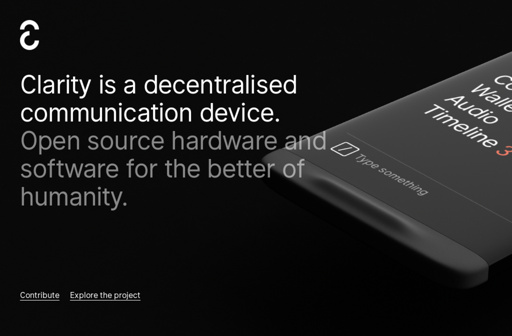 Clarity is a decentralised
communication device.
Open source hardware and
software for the better of
humanity.
Audio
Timeline 3
Type something
Contribute Explore the project